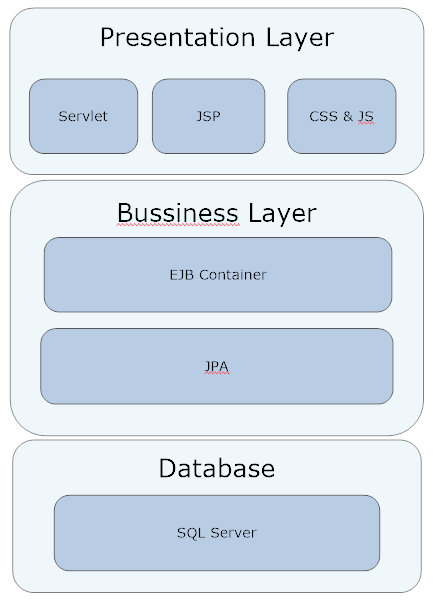 Presentation Layer
Servlet
JSP
CSS & JS
Bussiness Layer
EJB Container
JPA
Database
SQL Server